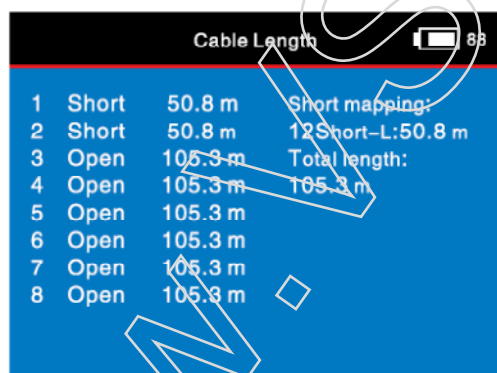 Cable Length 88
1 Short 50.8 m Short mapping:
2 Short 50.8 m 12Short-L:50.8 m
3 Open 105.3 m Total length:
4 Open 105.3 m 105.3 m
5 Open 105.3 m
6 Open 105.3 m
7 Open 105.3 m
8 Open 105.3 m